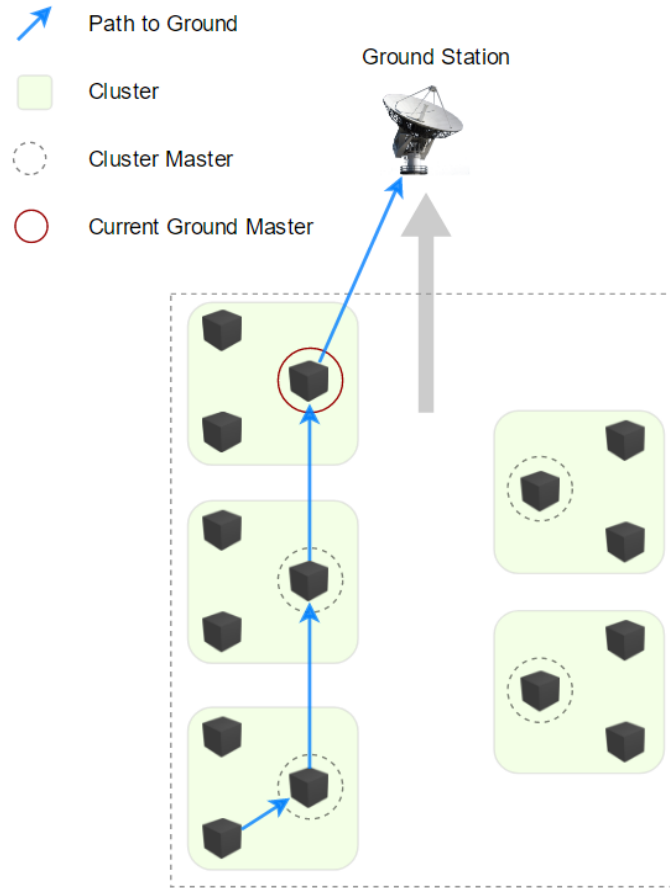 Path to Ground
Ground Station
Cluster
Cluster Master
Current Ground Master